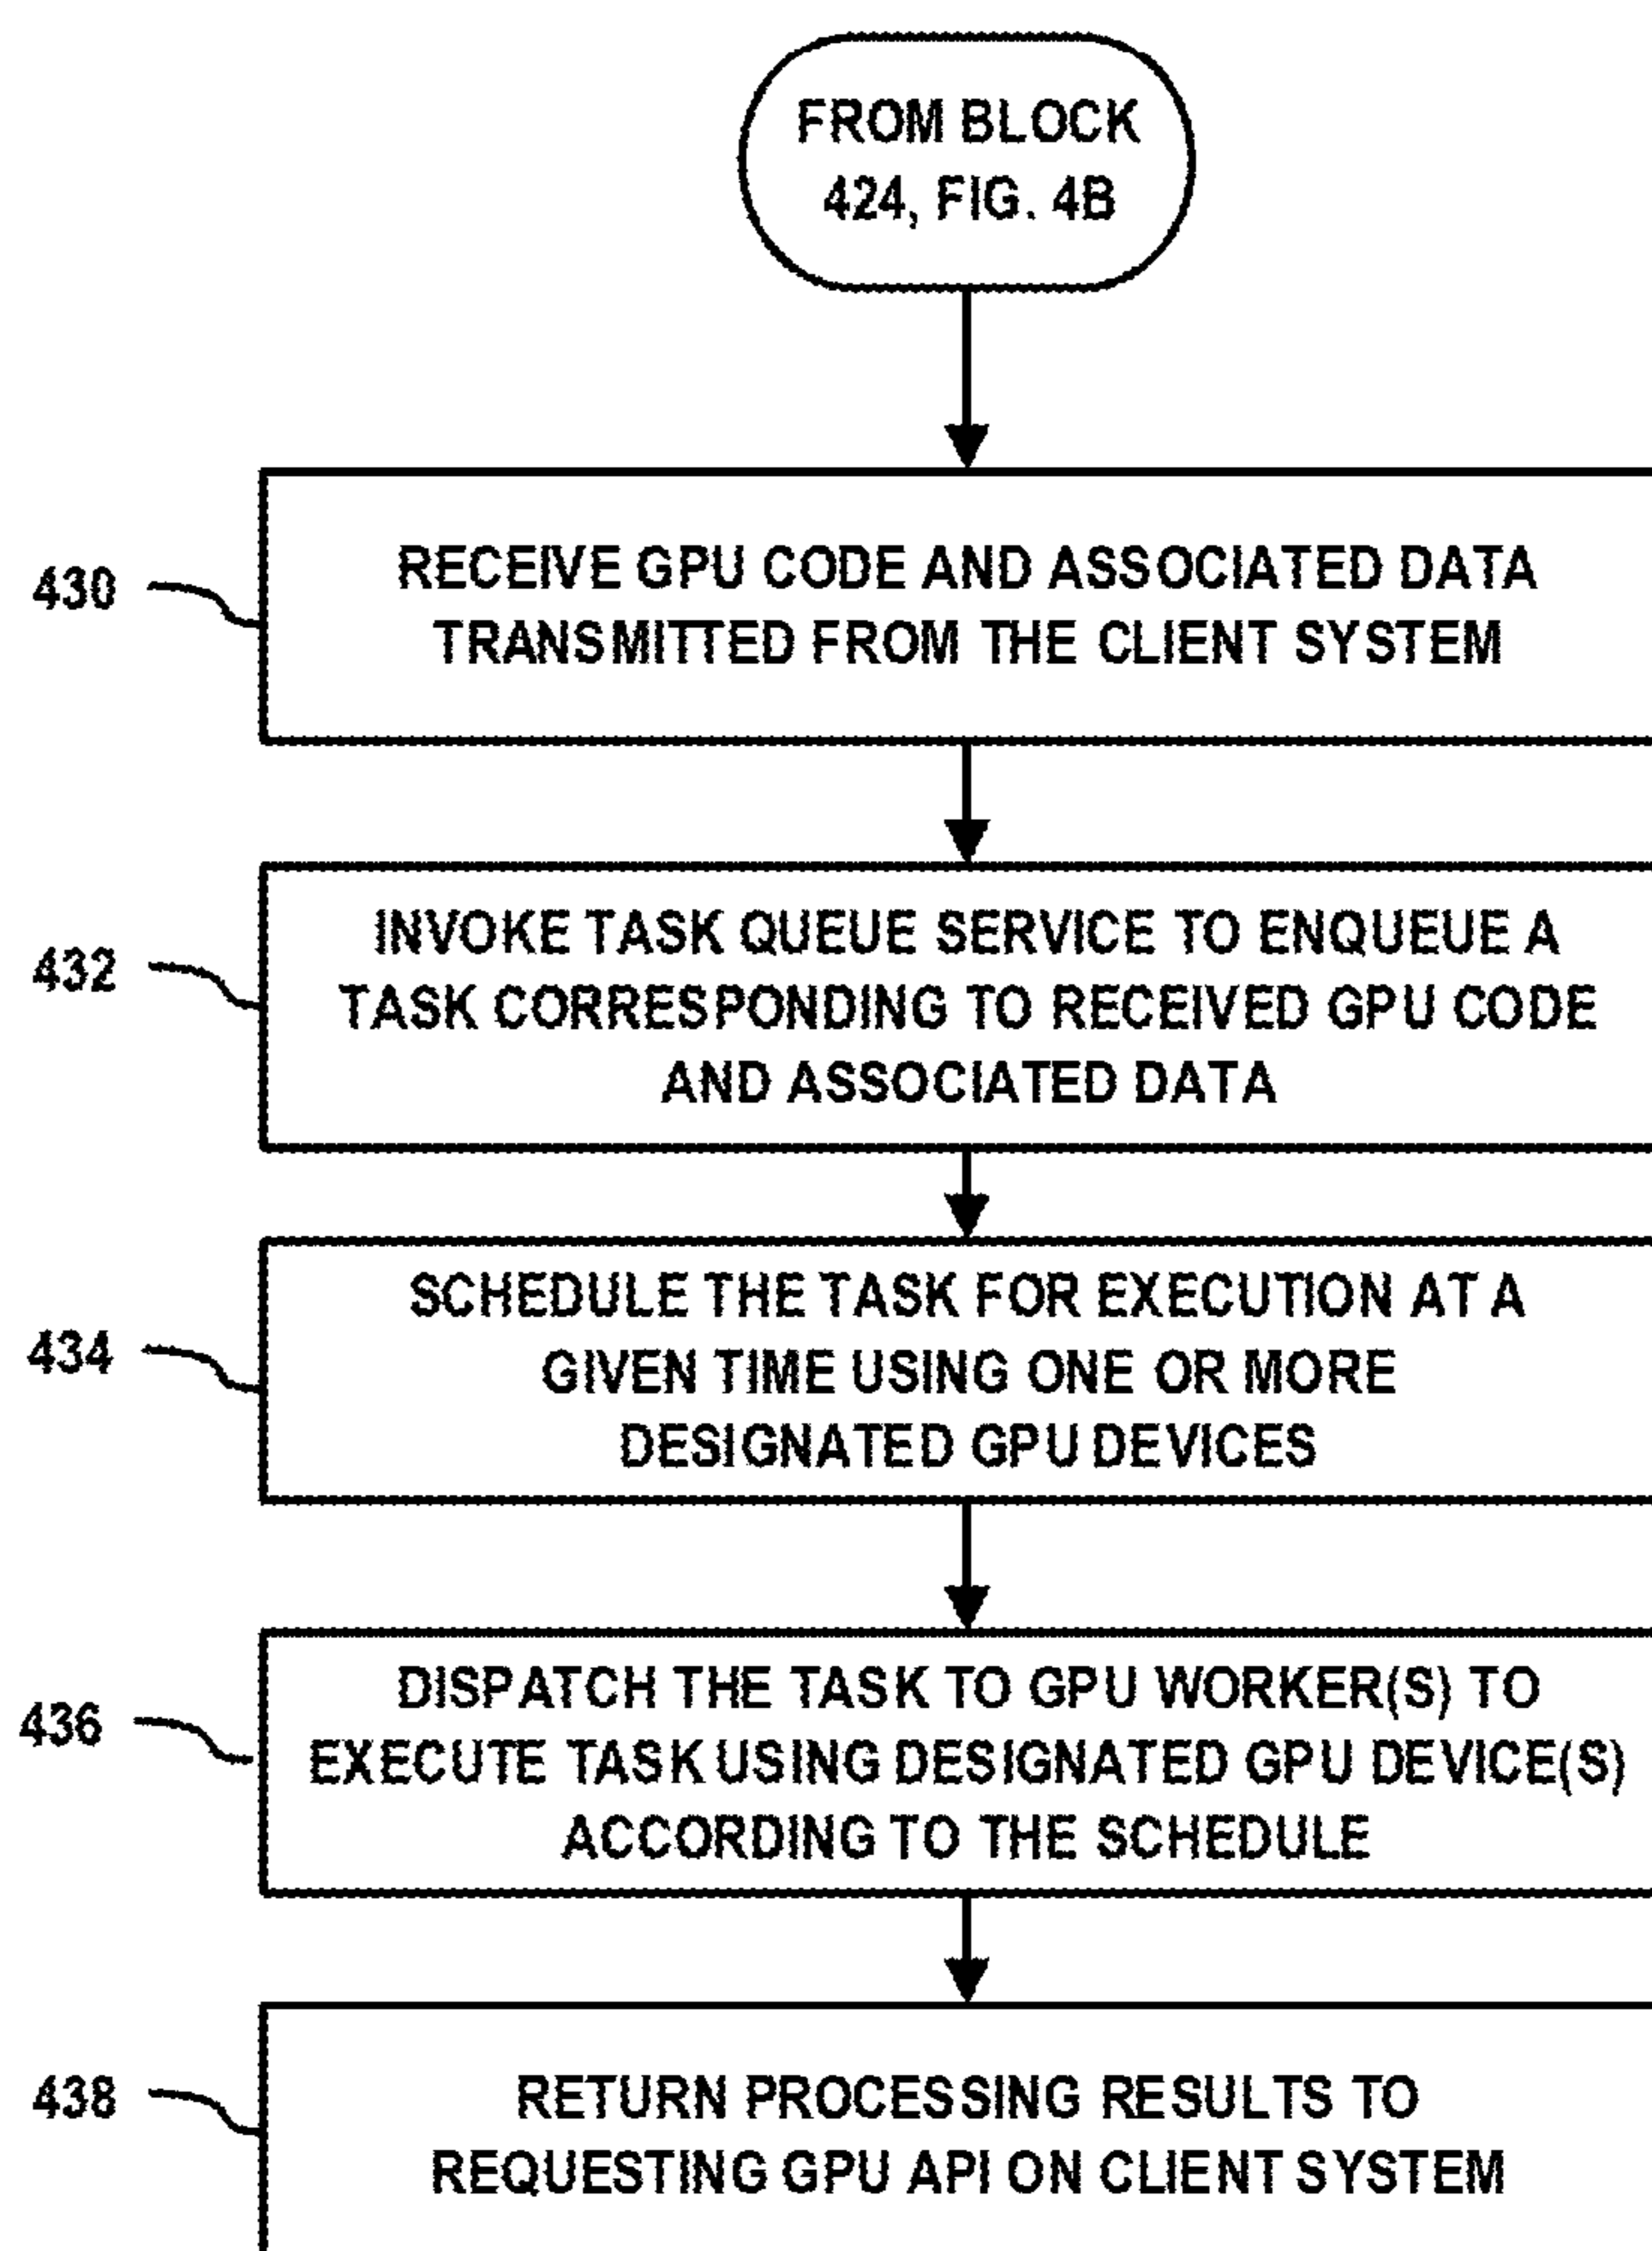 FROM BLOCK
424, FIG. 4B
430
RECEIVE GPU CODE AND ASSOCIATED DATA
TRANSMITTED FROM THE CLIENT SYSTEM
432
INVOKE TASK QUEUE SERVICE TO ENQUEUE A
TASK CORRESPONDING TO RECEIVED GPU CODE
AND ASSOCIATED DATA
434
SCHEDULE THE TASK FOR EXECUTION AT A
GIVEN TIME USING ONE OR MORE
DESIGNATED GPU DEVICES
436
DISPATCH THE TASK TO GPU WORKER(S) TO
EXECUTE TASK USING DESIGNATED GPU DEVICE(S)
ACCORDING TO THE SCHEDULE
438
RETURN PROCESSING RESULTS TO
REQUESTING GPU API ON CLIENT SYSTEM